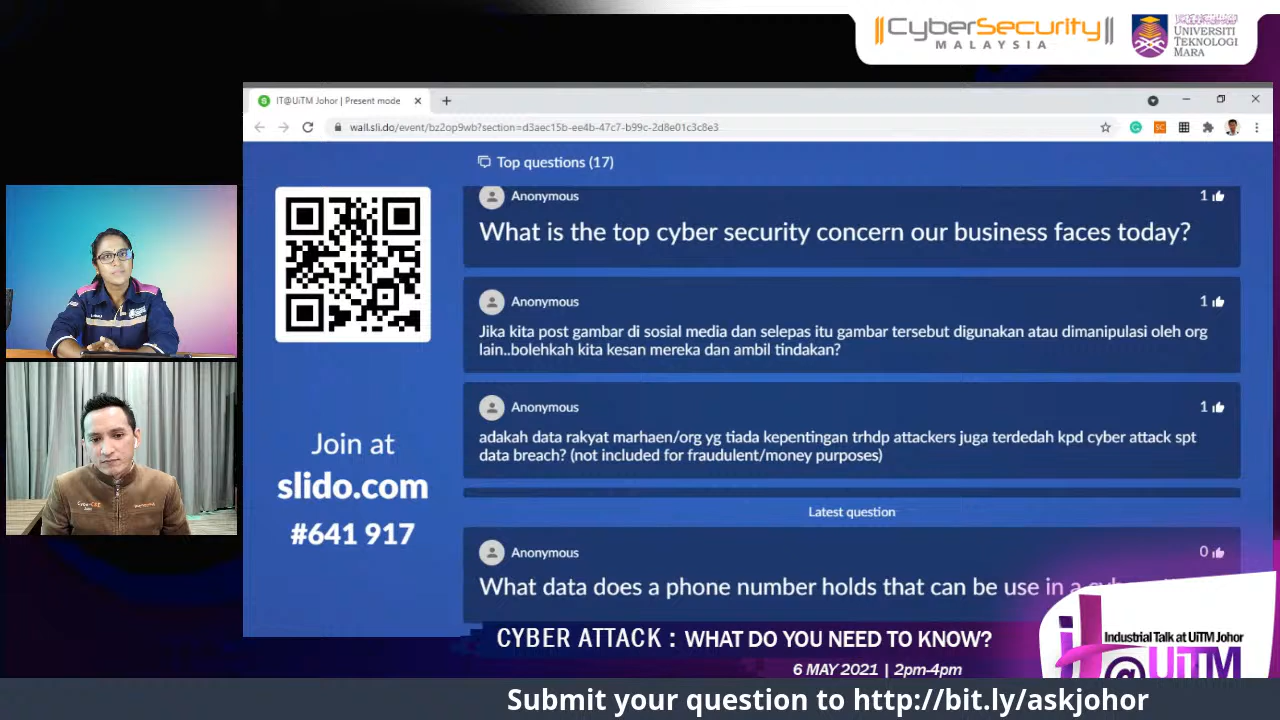 CyberSecurity
MALAYSIA
UNIVERSITI
TEKNOLOGI
MARA
IT@UiTM Johor | Present mode
wall.sli.do/event/bz2op9wb?section=d3aec15b-ee4b-47c7-b99c-2d8e01c3c8e3
Top questions (17)
Anonymous
1
What is the top cyber security concern our business faces today?
Anonymous
1
Jika kita post gambar di sosial media dan selepas itu gambar tersebut digunakan atau dimanipulasi oleh org
lain..bolehkah kita kesan mereka dan ambil tindakan?
Anonymous
1
adakah data rakyat marhaen/org yg tiada kepentingan trhdp attackers juga terdedah kpd cyber attack spt
data breach? (not included for fraudulent/money purposes)
Join at
slido.com
#641 917
Latest question
Anonymous
0
What data does a phone number holds that can be use in a
CYBER ATTACK : WHAT DO YOU NEED TO KNOW?
6 MAY 2021 | 2pm-4pm
Industrial Talk at UiTM Johor
it@UiTM
Submit your question to http://bit.ly/askjohor